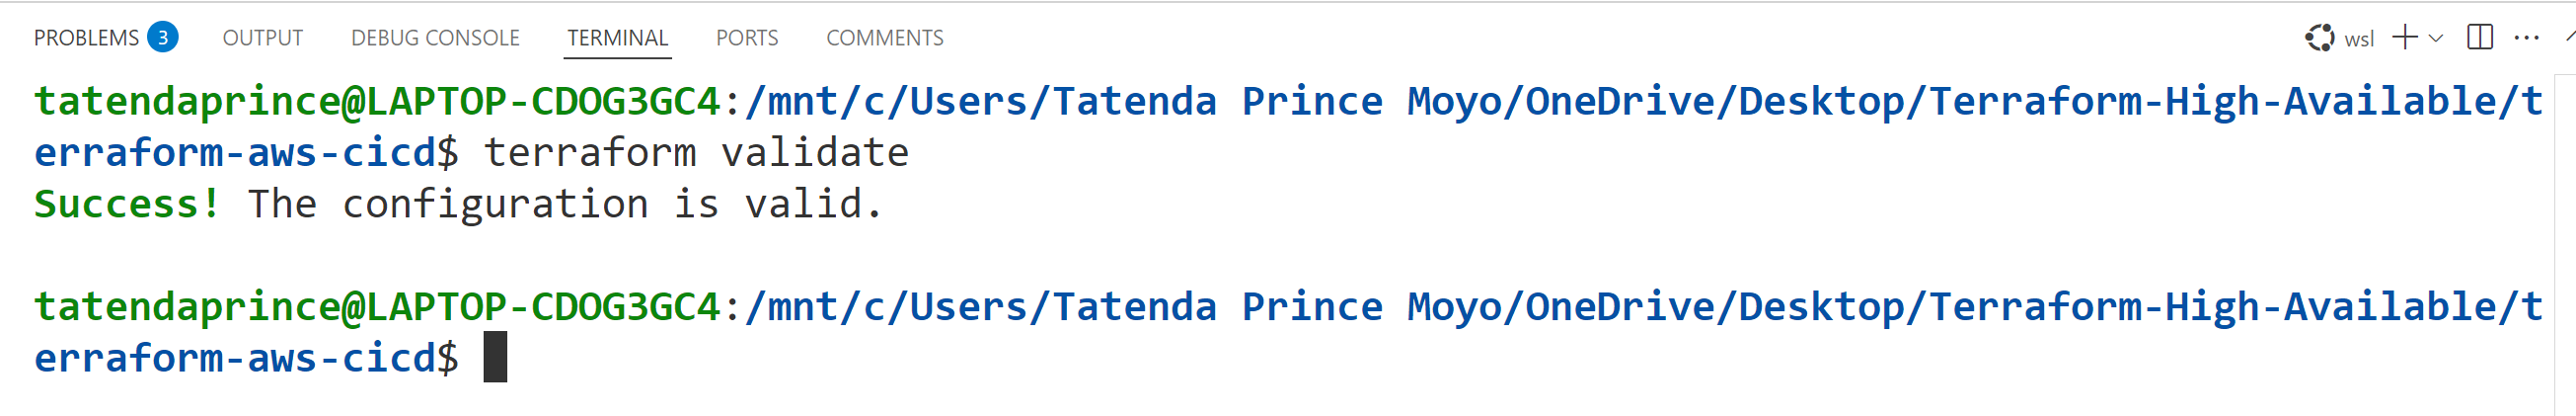 PROBLEMS 3 OUTPUT DEBUG CONSOLE TERMINAL PORTS COMMENTS wsl
tatendaprince@LAPTOP-CDOG3GC4:/mnt/c/Users/Tatenda Prince Moyo/OneDrive/Desktop/Terraform-High-Available/t
erraform-aws-cicd$ terraform validate
Success! The configuration is valid.
tatendaprince@LAPTOP-CDOG3GC4:/mnt/c/Users/Tatenda Prince Moyo/OneDrive/Desktop/Terraform-High-Available/t
erraform-aws-cicd$